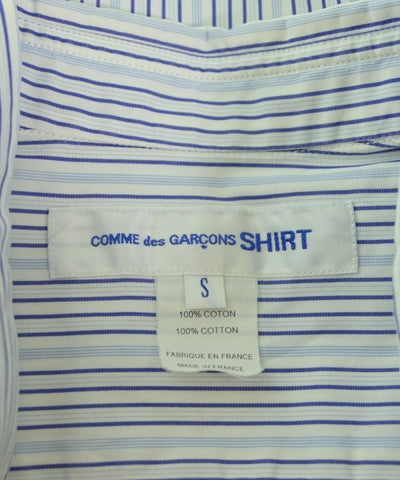 COMME des GARÇONS SHIRT
*
S
100% COTON
100% COTTON
FABRIQUE EN FRANCE
MADE IN FRANCE